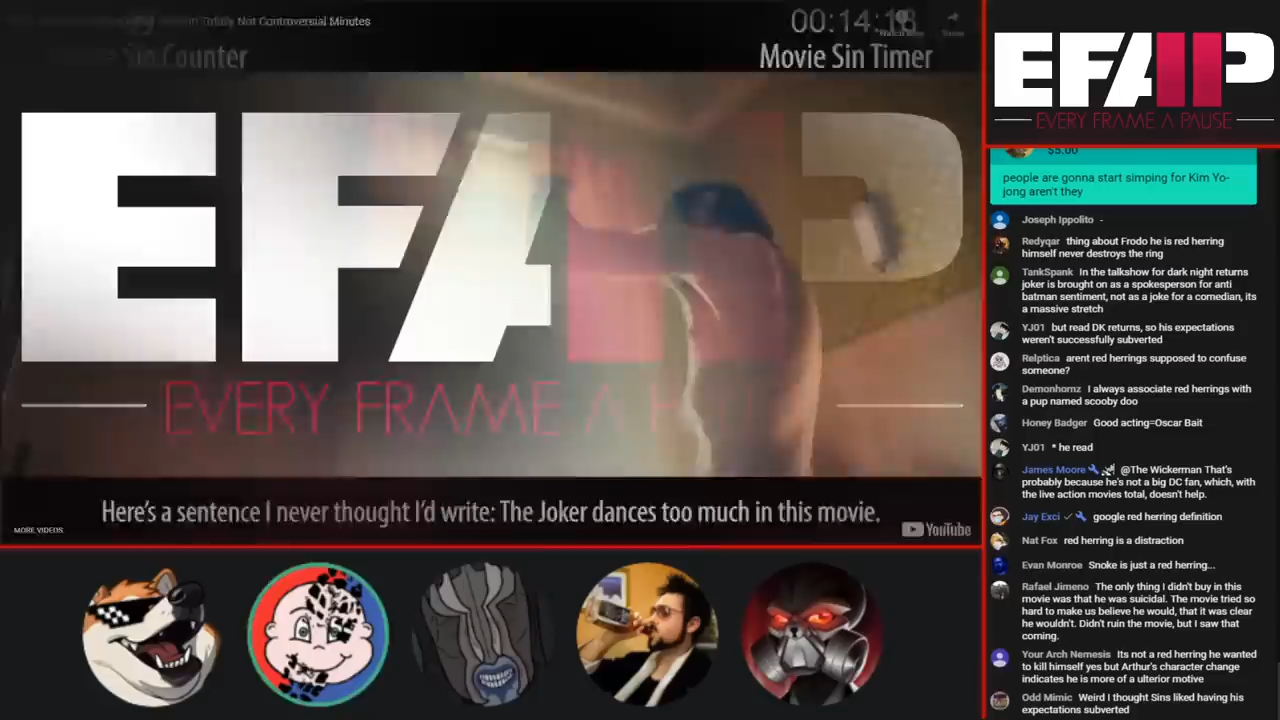 in Totally Not Controversial Minutes
00:14:18
Sin Counter
Movie Sin Timer
EFAP
EVERY FRAME A
Here's a sentence I never thought I'd write: The Joker dances too much in this movie.
MORE VIDEOS
YouTube
EFAP
EVERY FRAME A PAUSE
$5.00
people are gonna start simping for Kim Yo-
jong aren't they
Joseph Ippolito -
Redyqar thing about Frodo he is red herring
himself never destroys the ring
TankSpank In the talkshow for dark night returns
joker is brought on as a spokesperson for anti
batman sentiment, not as a joke for a comedian, its
a massive stretch
YJ01 but read DK returns, so his expectations
weren't successfully subverted
Relptica arent red herrings supposed to confuse
someone?
Demonhornz I always associate red herrings with
a pup named scooby doo
Honey Badger Good acting=Oscar Bait
YJ01 * he read
James Moore @The Wickerman That's
probably because he's not a big DC fan, which, with
the live action movies total, doesn't help.
Jay Exci google red herring definition
Nat Fox red herring is a distraction
Evan Monroe Snoke is just a red herring...
Rafael Jimeno The only thing I didn't buy in this
movie was that he was suicidal. The movie tried so
hard to make us believe he would, that it was clear
he wouldn't. Didn't ruin the movie, but I saw that
coming.
Your Arch Nemesis Its not a red herring he wanted
to kill himself yes but Arthur's character change
indicates he is more of a ulterior motive
Odd Mimic Weird I thought Sins liked having his
expectations subverted